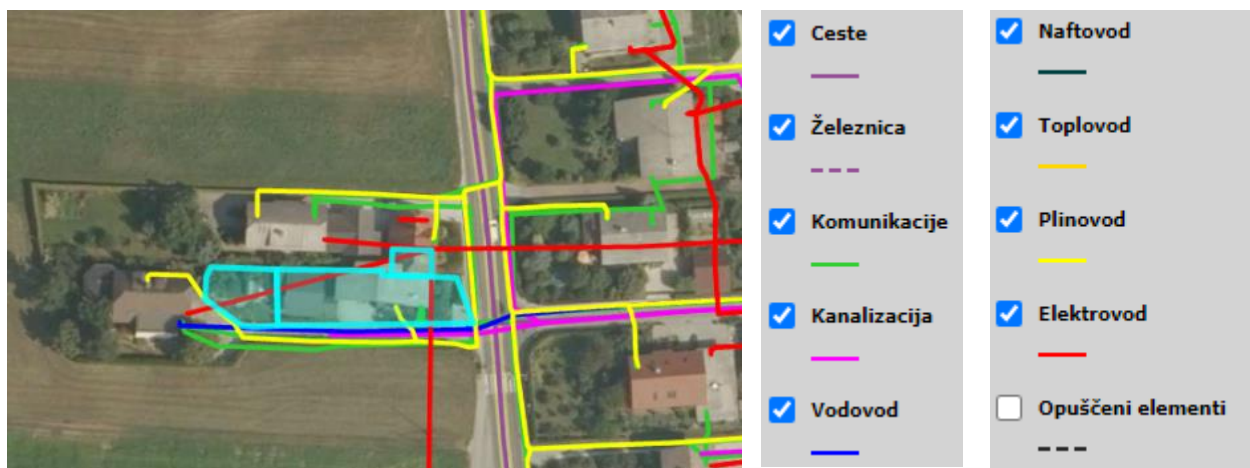 Ceste
Železnica
Komunikacije
Kanalizacija
Vodovod
Naftovod
Toplovod
Plinovod
Elektrovod
Opuščeni elementi